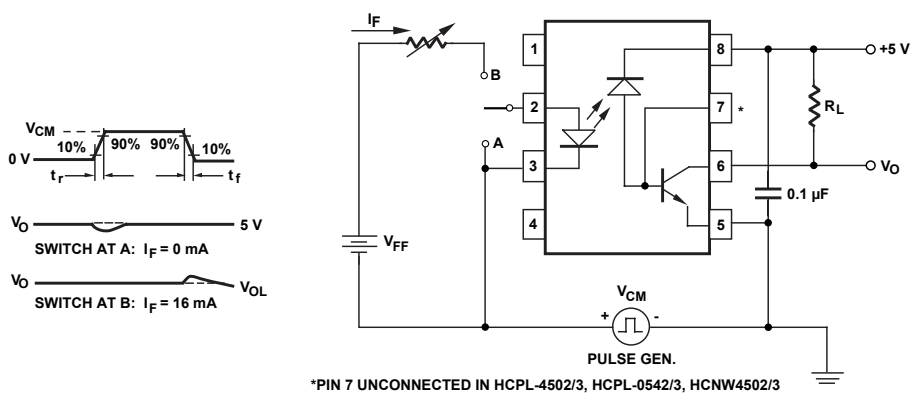 V_CM
0 V
10%
90%
90%
10%
t_r
t_f
V_O
5 V
SWITCH AT A: I_F = 0 mA
V_O
V_OL
SWITCH AT B: I_F = 16 mA
I_F
B
A
V_FF
1
2
3
4
8
7
*
6
5
+5 V
R_L
V_O
0.1 µF
V_CM
+
-
PULSE GEN.
*PIN 7 UNCONNECTED IN HCPL-4502/3, HCPL-0542/3, HCNW4502/3